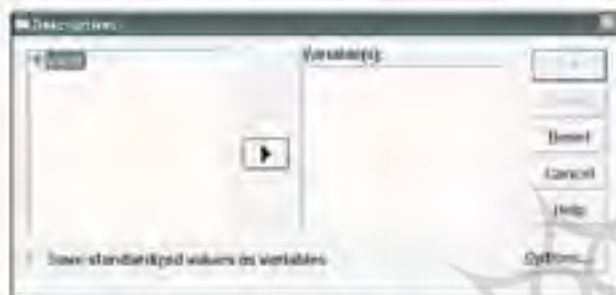 Descriptives
Variable(s):
Reset
Cancel
Help
Save standardized values as variables
Options...